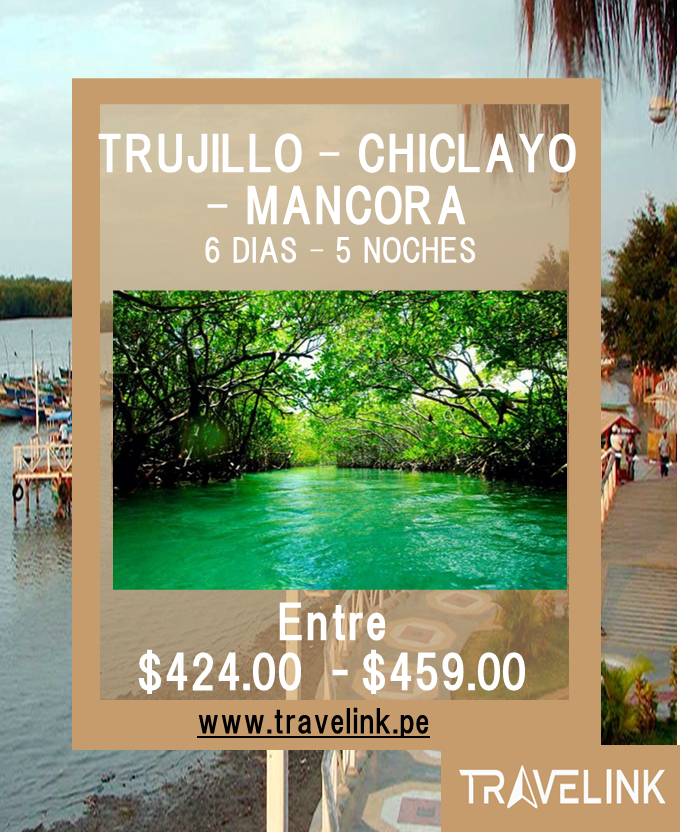 TRUJILLO - CHICLAYO
- MANCORA
6 DIAS - 5 NOCHES
Entre
$424.00 - $459.00
www.travelink.pe
TRAVELINK